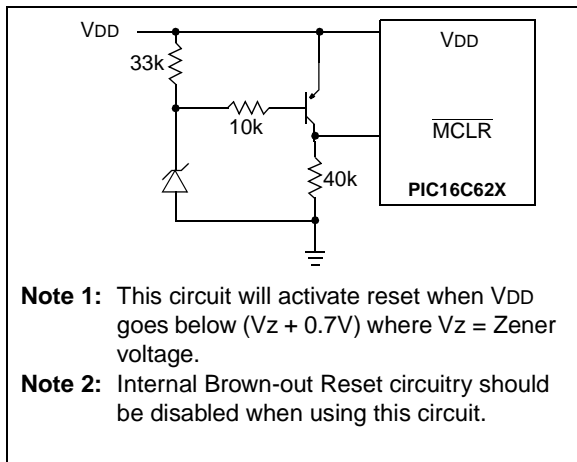 VDD
33k
10k
40k
VDD
MCLR
PIC16C62X
Note 1: This circuit will activate reset when VDD
goes below (Vz + 0.7V) where Vz = Zener
voltage.
Note 2: Internal Brown-out Reset circuitry should
be disabled when using this circuit.